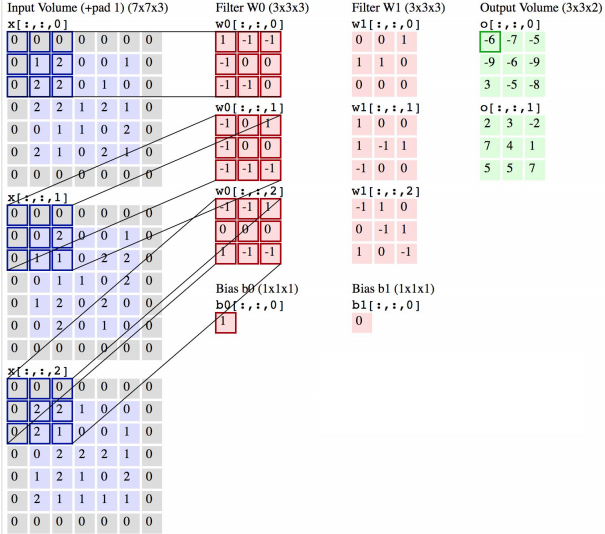 Input Volume (+pad 1) (7x7x3)
x[:,:,0]
0 0 0 0 0 0 0
0 1 2 0 0 1 0
0 2 2 0 1 0 0
0 2 2 1 2 1 0
0 0 1 1 0 2 0
0 2 1 0 2 1 0
0 0 0 0 0 0 0
x[:,:,1]
0 0 0 0 0 0 0
0 0 2 0 0 1 0
0 1 1 0 2 2 0
0 0 1 1 0 2 0
0 1 2 0 2 0 0
0 0 2 0 1 0 0
0 0 0 0 0 0 0
x[:,:,2]
0 0 0 0 0 0 0
0 2 2 1 0 0 0
0 2 1 0 0 1 0
0 0 2 2 2 1 0
0 1 2 1 0 2 0
0 2 1 1 1 1 0
0 0 0 0 0 0 0
Filter W0 (3x3x3)
w0[:,:,0]
1 -1 -1
-1 0 0
-1 0 0
w0[:,:,1]
-1 0 1
-1 0 0
-1 -1 -1
w0[:,:,2]
-1 -1 1
0 0 0
1 -1 -1
Bias b0 (1x1x1)
b0[:,:,0]
1
Filter W1 (3x3x3)
w1[:,:,0]
0 0 1
1 1 0
0 0 0
w1[:,:,1]
1 0 0
1 -1 1
-1 0 0
w1[:,:,2]
-1 1 0
0 -1 1
1 0 -1
Bias b1 (1x1x1)
b1[:,:,0]
0
Output Volume (3x3x2)
o[:,:,0]
-6 -7 -5
-9 -6 -9
3 -5 -8
o[:,:,1]
2 3 -2
7 4 1
5 5 7